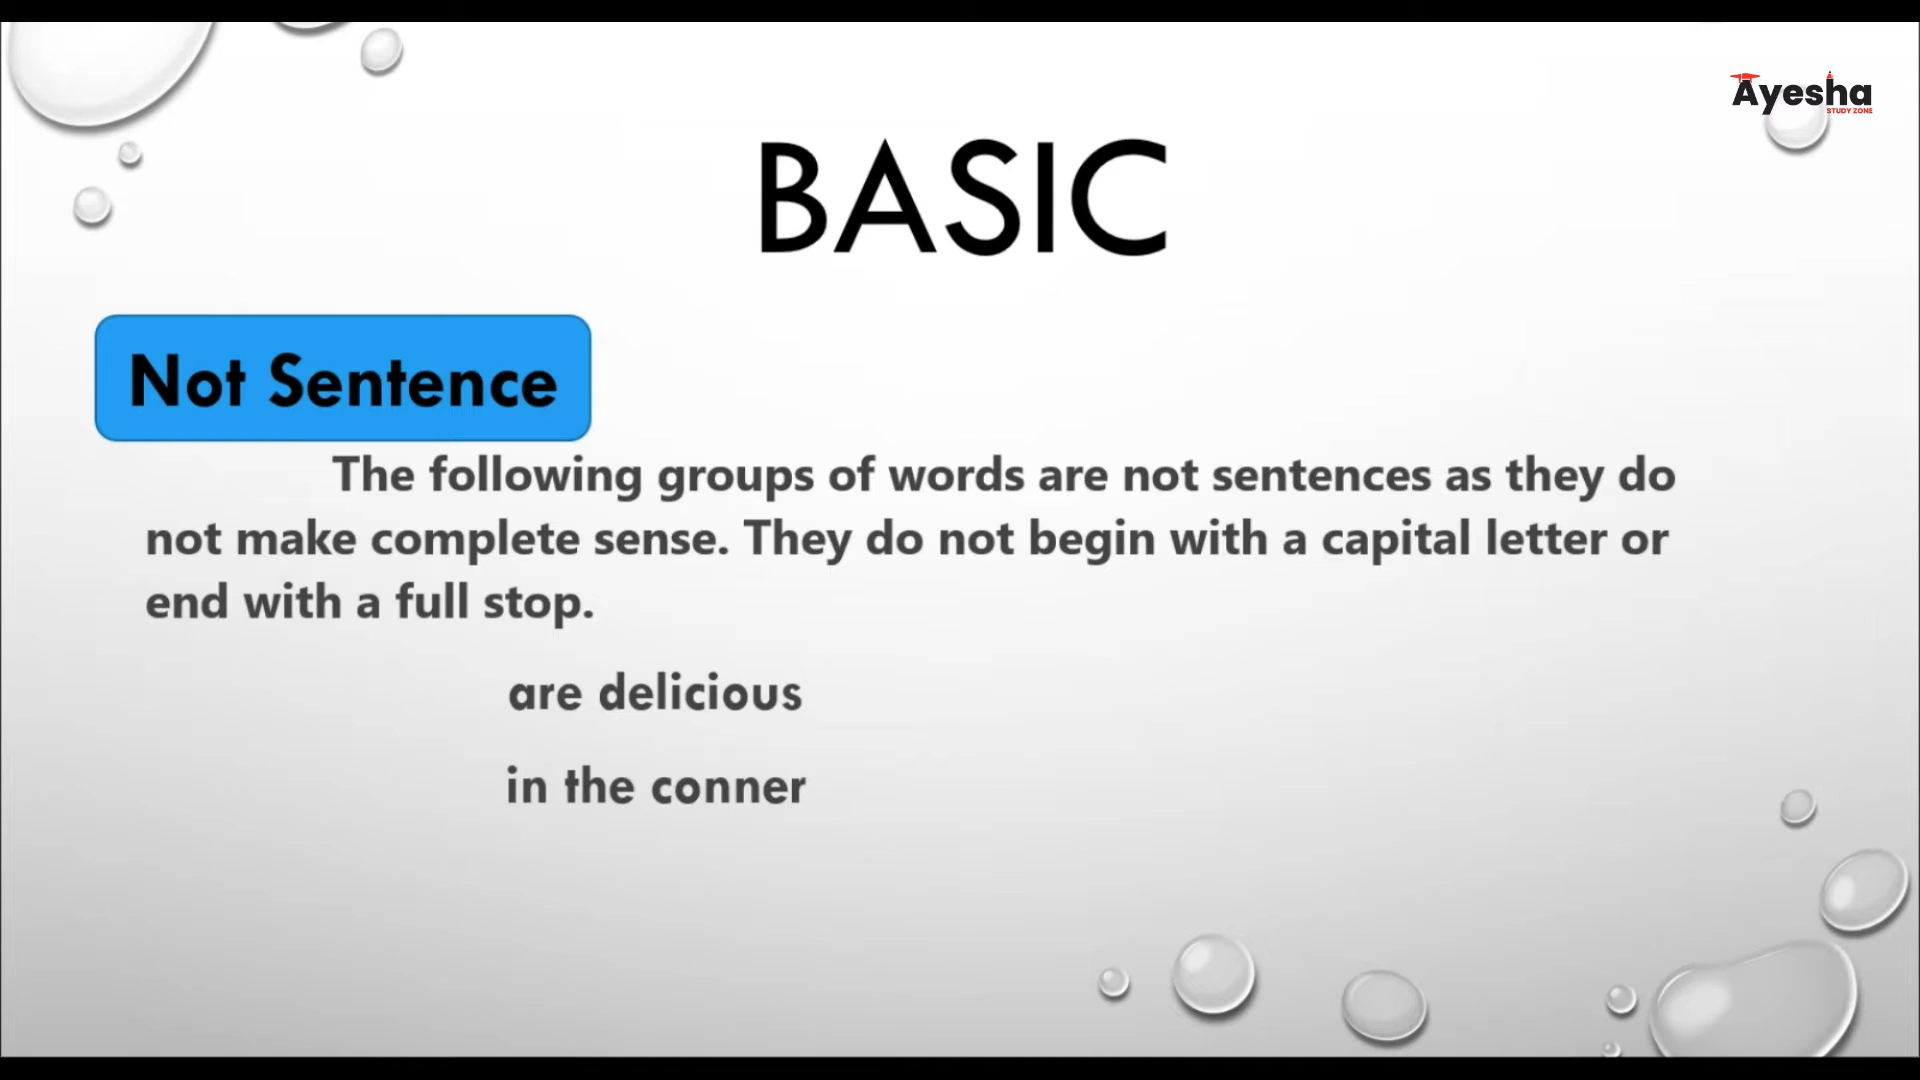 Ayesha
STUDY ZONE
BASIC
Not Sentence
The following groups of words are not sentences as they do
not make complete sense. They do not begin with a capital letter or
end with a full stop.
are delicious
in the conner